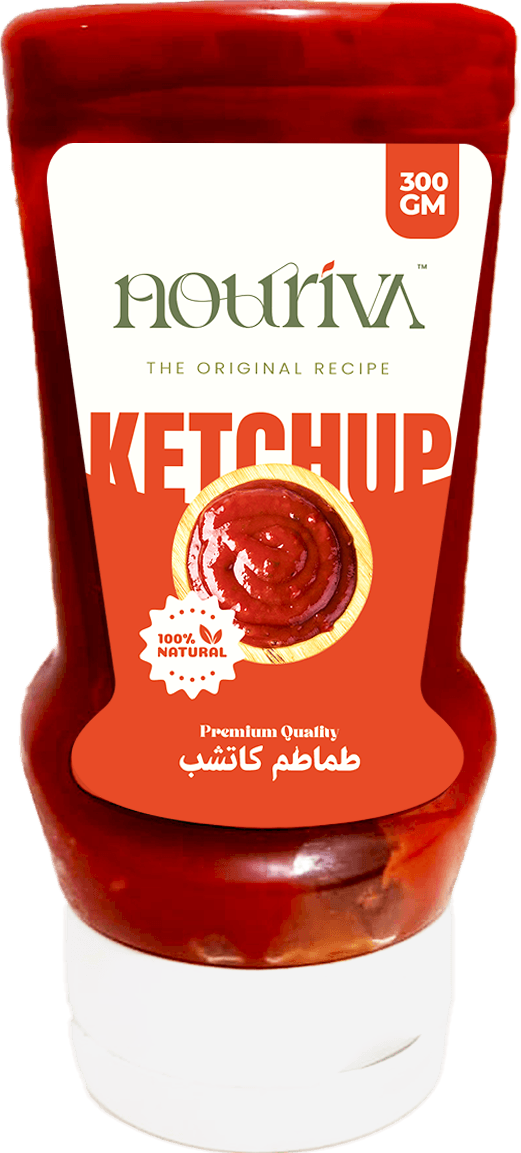 300
GM
nouriva™
THE ORIGINAL RECIPE
KETCHUP
100%
NATURAL
Premium Quality
طماطم كاتشب